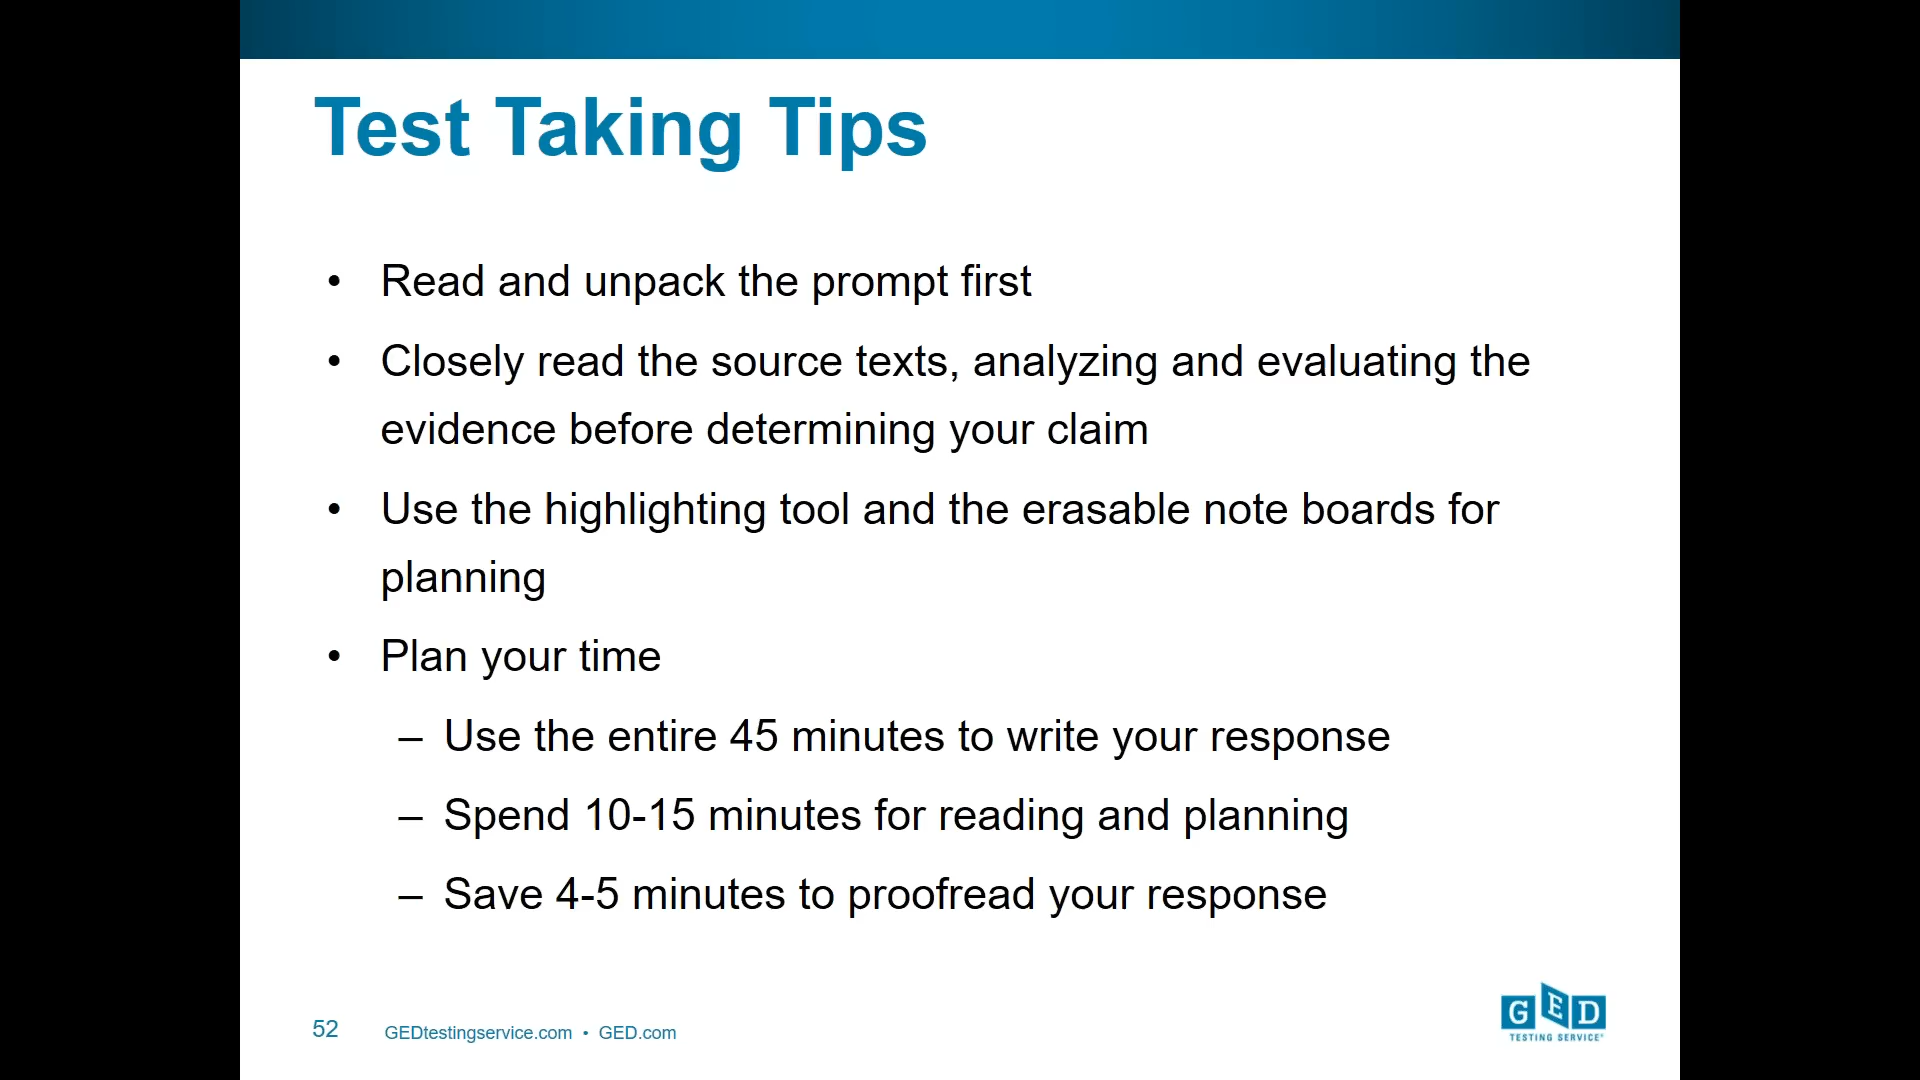 Test Taking Tips
• Read and unpack the prompt first
• Closely read the source texts, analyzing and evaluating the
evidence before determining your claim
• Use the highlighting tool and the erasable note boards for
planning
• Plan your time
– Use the entire 45 minutes to write your response
– Spend 10-15 minutes for reading and planning
– Save 4-5 minutes to proofread your response
52 GEDtestingservice.com • GED.com
GED
TESTING SERVICE®